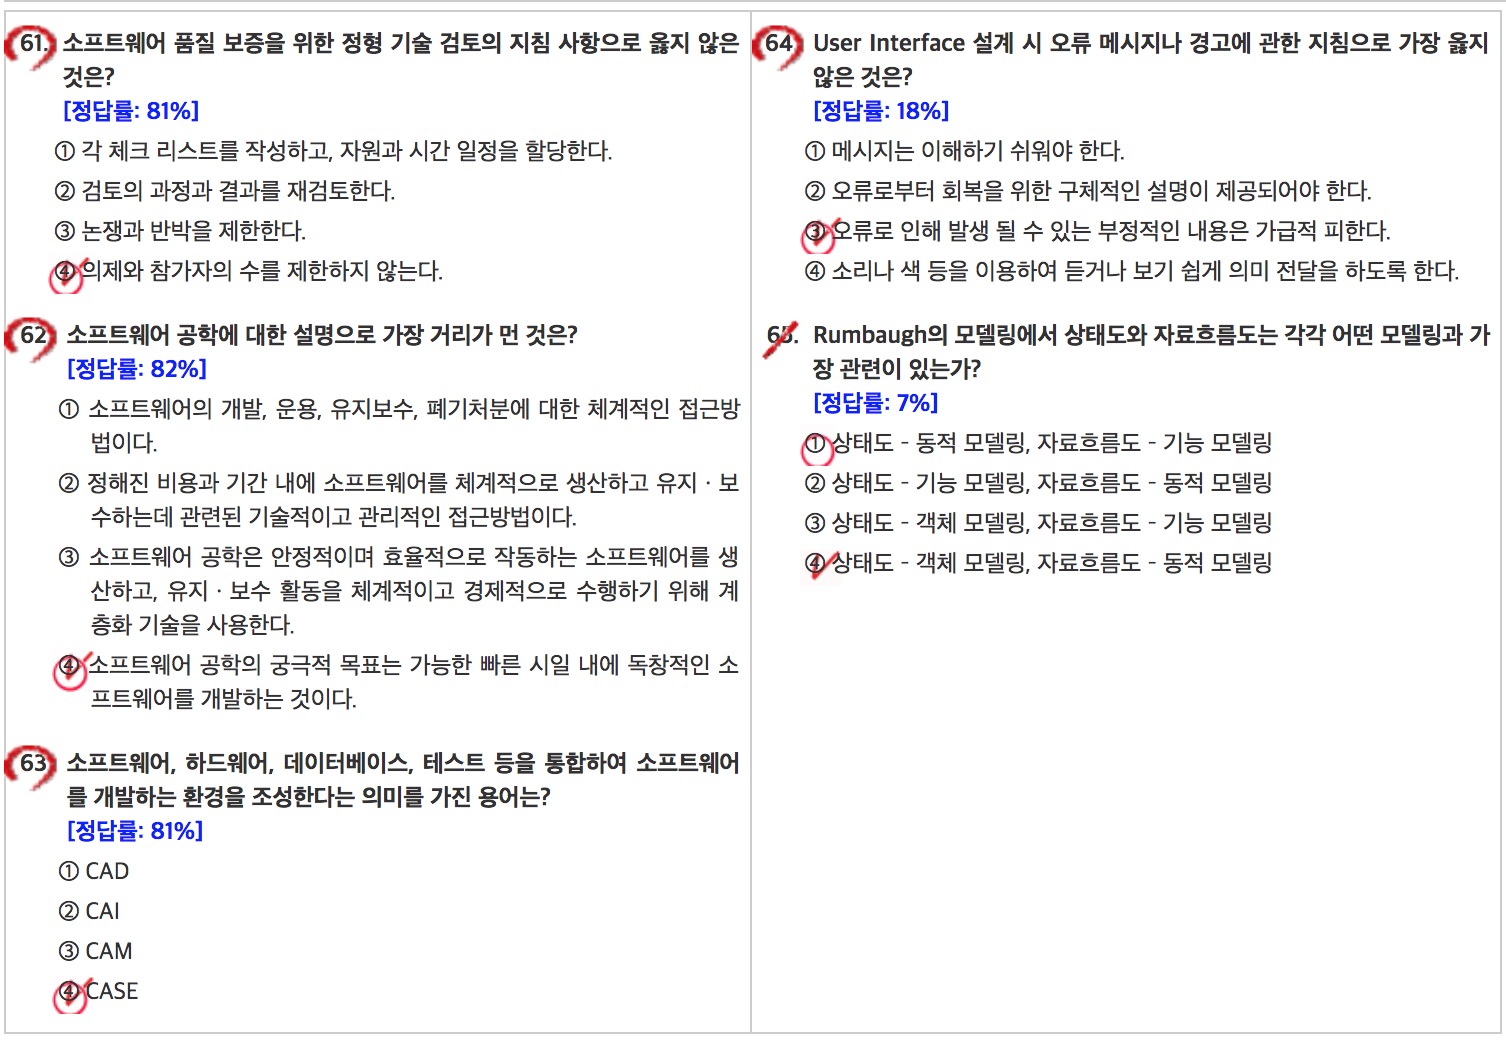 61. 소프트웨어 품질 보증을 위한 정형 기술 검토의 지침 사항으로 옳지 않은
것은?
[정답률: 81%]
① 각 체크 리스트를 작성하고, 자원과 시간 일정을 할당한다.
② 검토의 과정과 결과를 재검토한다.
③ 논쟁과 반박을 제한한다.
④ 의제와 참가자의 수를 제한하지 않는다.
62. 소프트웨어 공학에 대한 설명으로 가장 거리가 먼 것은?
[정답률: 82%]
① 소프트웨어의 개발, 운용, 유지보수, 폐기처분에 대한 체계적인 접근방
법이다.
② 정해진 비용과 기간 내에 소프트웨어를 체계적으로 생산하고 유지 · 보
수하는데 관련된 기술적이고 관리적인 접근방법이다.
③ 소프트웨어 공학은 안정적이며 효율적으로 작동하는 소프트웨어를 생
산하고, 유지 · 보수 활동을 체계적이고 경제적으로 수행하기 위해 계
층화 기술을 사용한다.
④ 소프트웨어 공학의 궁극적 목표는 가능한 빠른 시일 내에 독창적인 소
프트웨어를 개발하는 것이다.
63. 소프트웨어, 하드웨어, 데이터베이스, 테스트 등을 통합하여 소프트웨어
를 개발하는 환경을 조성한다는 의미를 가진 용어는?
[정답률: 81%]
① CAD
② CAI
③ CAM
④ CASE
64. User Interface 설계 시 오류 메시지나 경고에 관한 지침으로 가장 옳지
않은 것은?
[정답률: 18%]
① 메시지는 이해하기 쉬워야 한다.
② 오류로부터 회복을 위한 구체적인 설명이 제공되어야 한다.
③ 오류로 인해 발생 될 수 있는 부정적인 내용은 가급적 피한다.
④ 소리나 색 등을 이용하여 듣거나 보기 쉽게 의미 전달을 하도록 한다.
65. Rumbaugh의 모델링에서 상태도와 자료흐름도는 각각 어떤 모델링과 가
장 관련이 있는가?
[정답률: 7%]
① 상태도 - 동적 모델링, 자료흐름도 - 기능 모델링
② 상태도 - 기능 모델링, 자료흐름도 - 동적 모델링
③ 상태도 - 객체 모델링, 자료흐름도 - 기능 모델링
④ 상태도 - 객체 모델링, 자료흐름도 - 동적 모델링